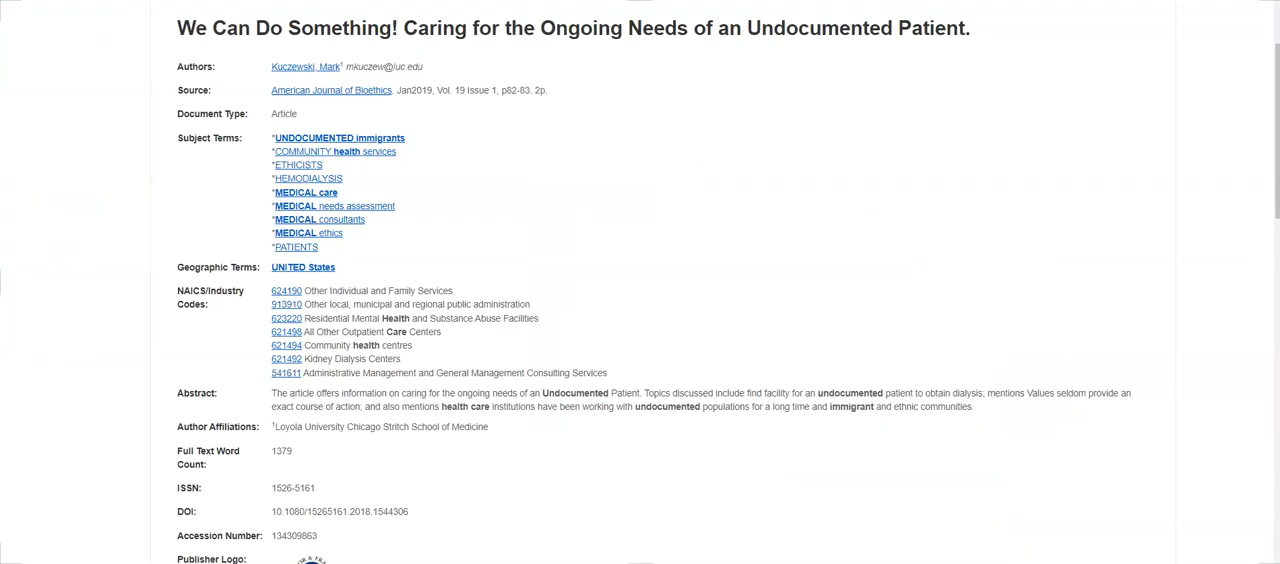 We Can Do Something! Caring for the Ongoing Needs of an Undocumented Patient.
Authors: Kuczewski, Mark1 mkuczew@luc.edu
Source: American Journal of Bioethics. Jan2019, Vol. 19 Issue 1, p82-83. 2p.
Document Type: Article
Subject Terms: *UNDOCUMENTED immigrants
*COMMUNITY health services
*ETHICISTS
*HEMODIALYSIS
*MEDICAL care
*MEDICAL needs assessment
*MEDICAL consultants
*MEDICAL ethics
*PATIENTS
Geographic Terms: UNITED States
NAICS/Industry Codes: 624190 Other Individual and Family Services
913910 Other local, municipal and regional public administration
623220 Residential Mental Health and Substance Abuse Facilities
621498 All Other Outpatient Care Centers
621494 Community health centres
621492 Kidney Dialysis Centers
541611 Administrative Management and General Management Consulting Services
Abstract: The article offers information on caring for the ongoing needs of an Undocumented Patient. Topics discussed include find facility for an undocumented patient to obtain dialysis; mentions Values seldom provide an
exact course of action; and also mentions health care institutions have been working with undocumented populations for a long time and immigrant and ethnic communities.
Author Affiliations: 1Loyola University Chicago Stritch School of Medicine
Full Text Word Count: 1379
ISSN: 1526-5161
DOI: 10.1080/15265161.2018.1544306
Accession Number: 134309863
Publisher Logo: